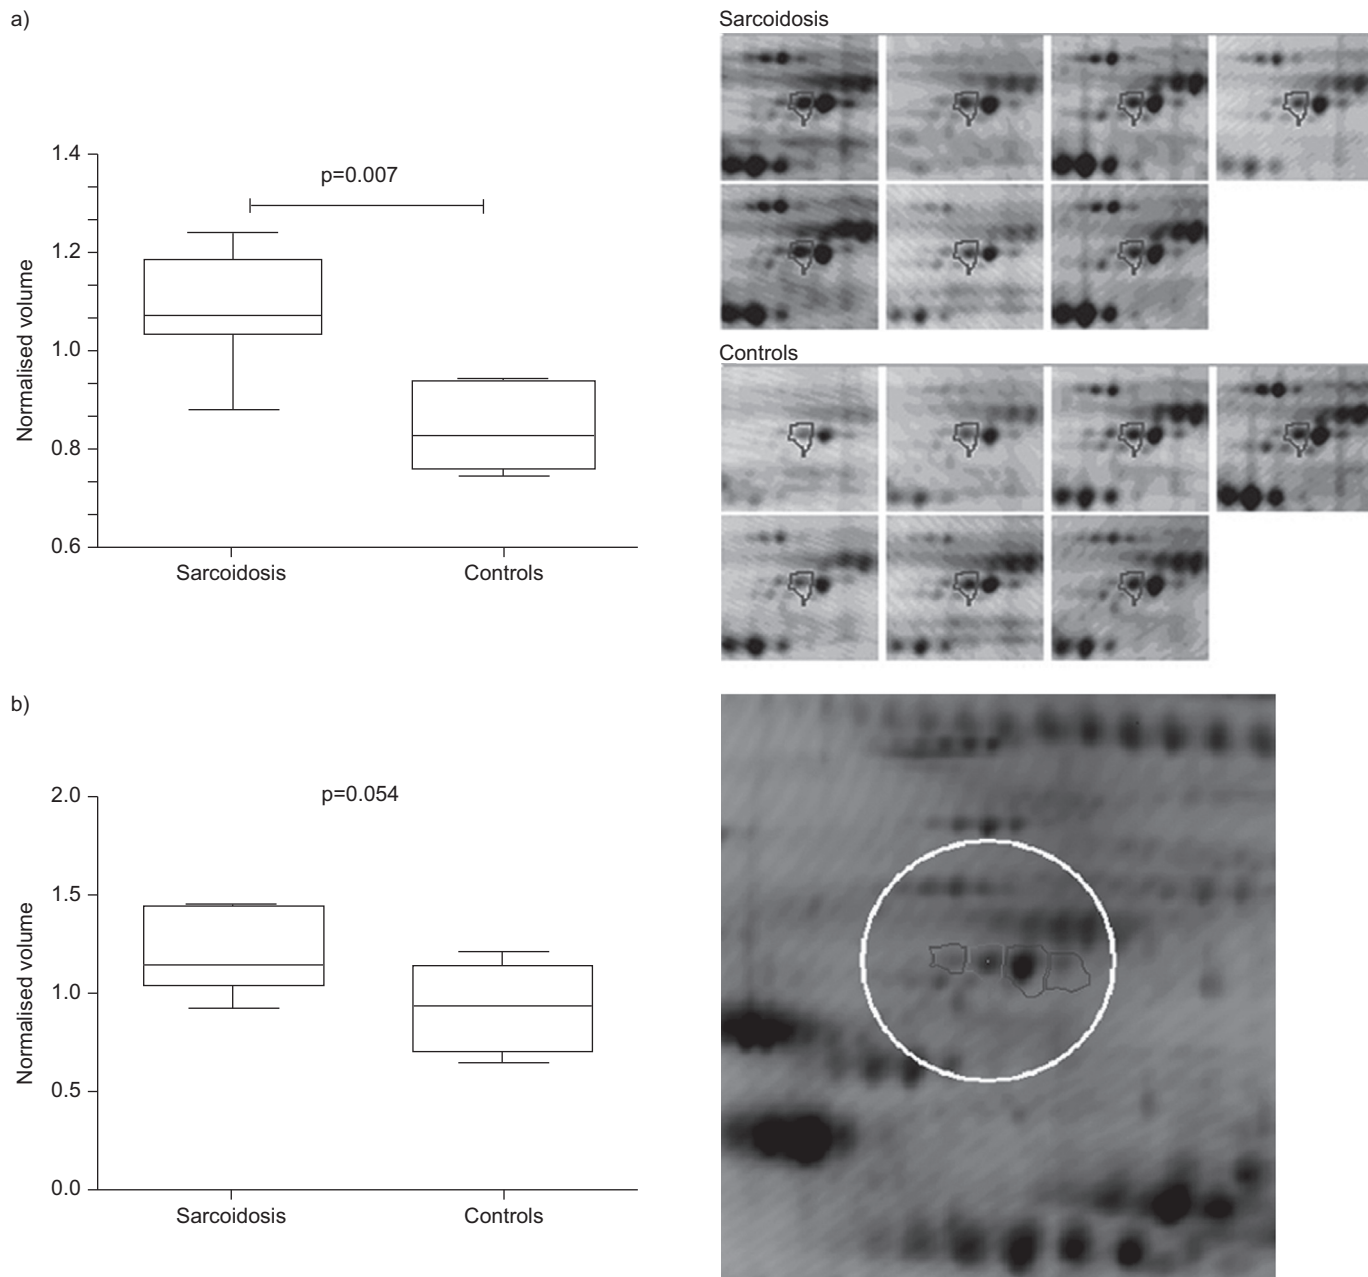 a)
Sarcoidosis
1.4
p=0.007
1.2
1.0
0.8
0.6
Normalised volume
Sarcoidosis Controls
Controls
b)
2.0
p=0.054
1.5
1.0
0.5
0.0
Normalised volume
Sarcoidosis Controls